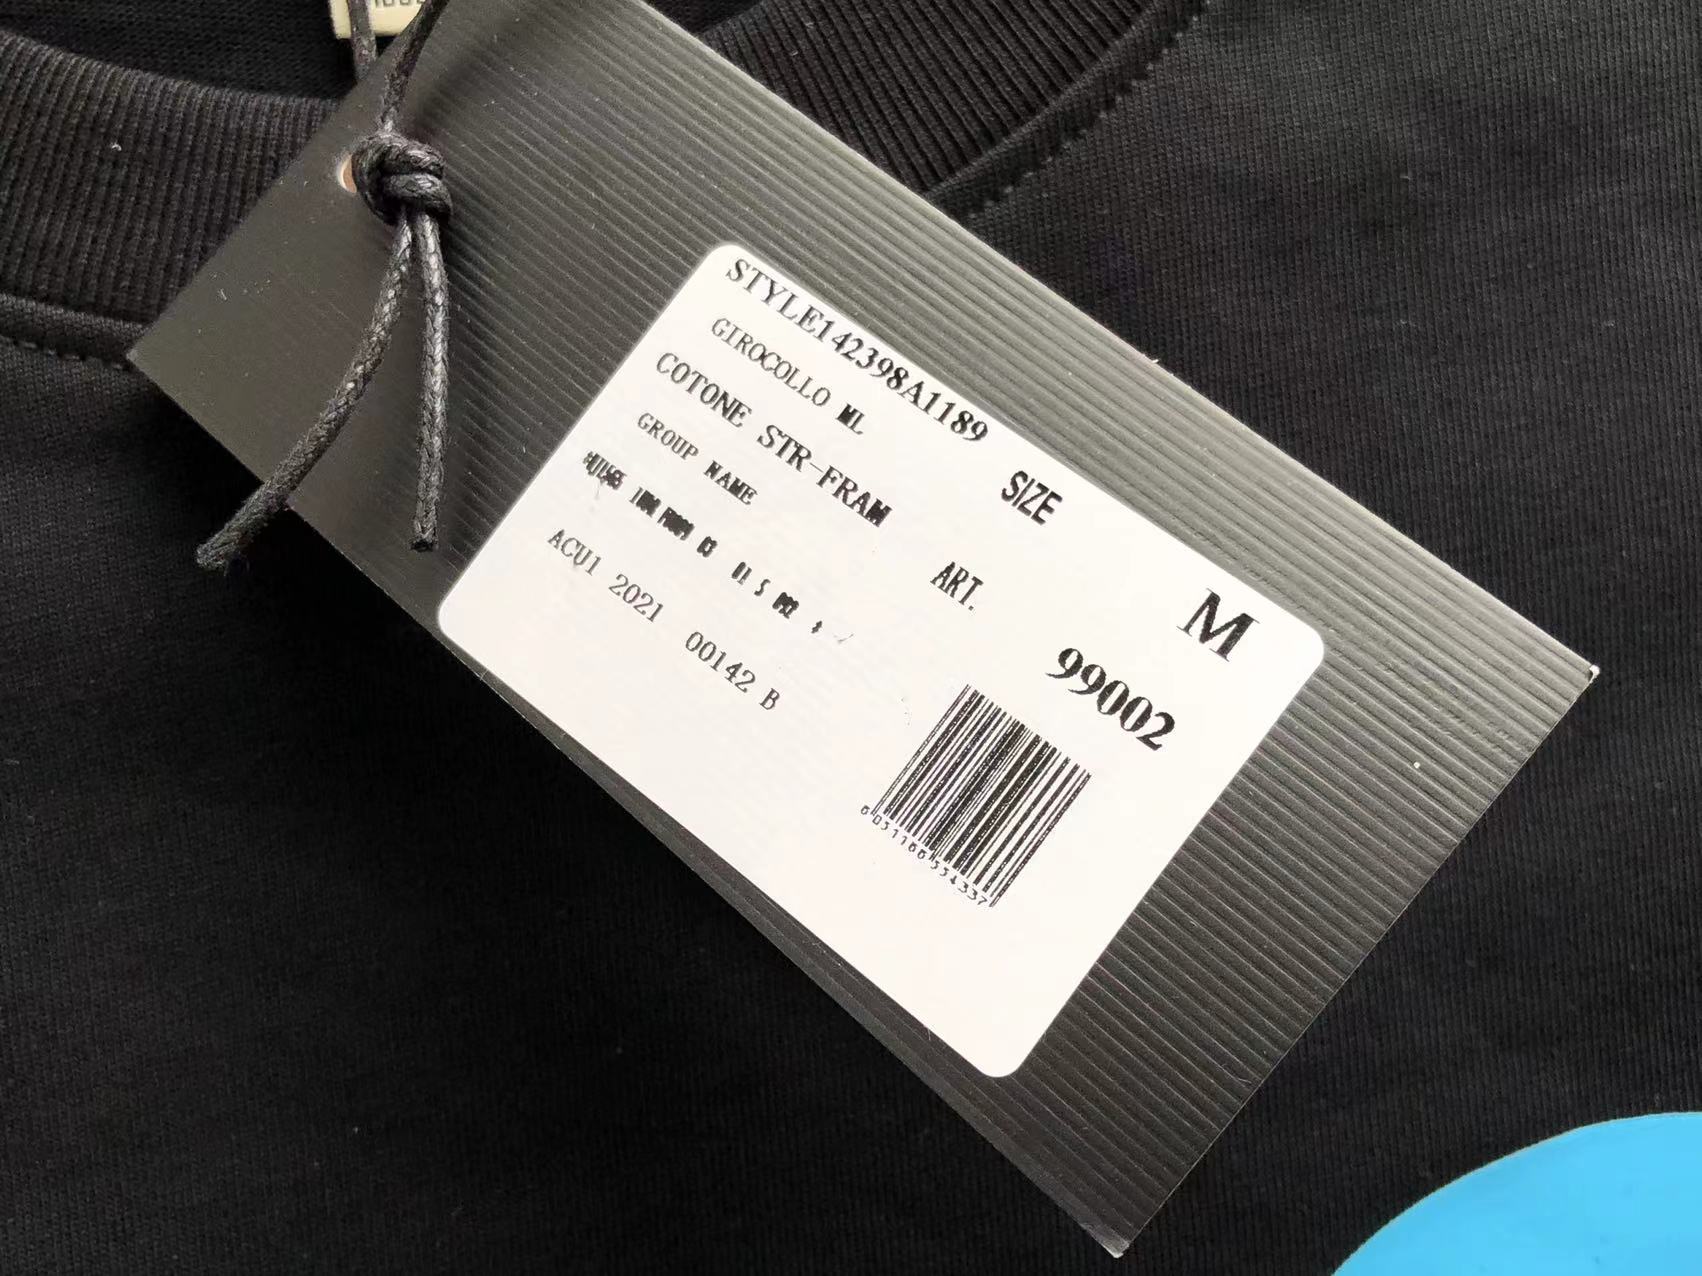 STYLE142398A1189
GIROCOLLO ML
COTONE STR-FRAM
GROUP NAME
ACU1 2021 00142 B
SIZE
M
ART.
99002